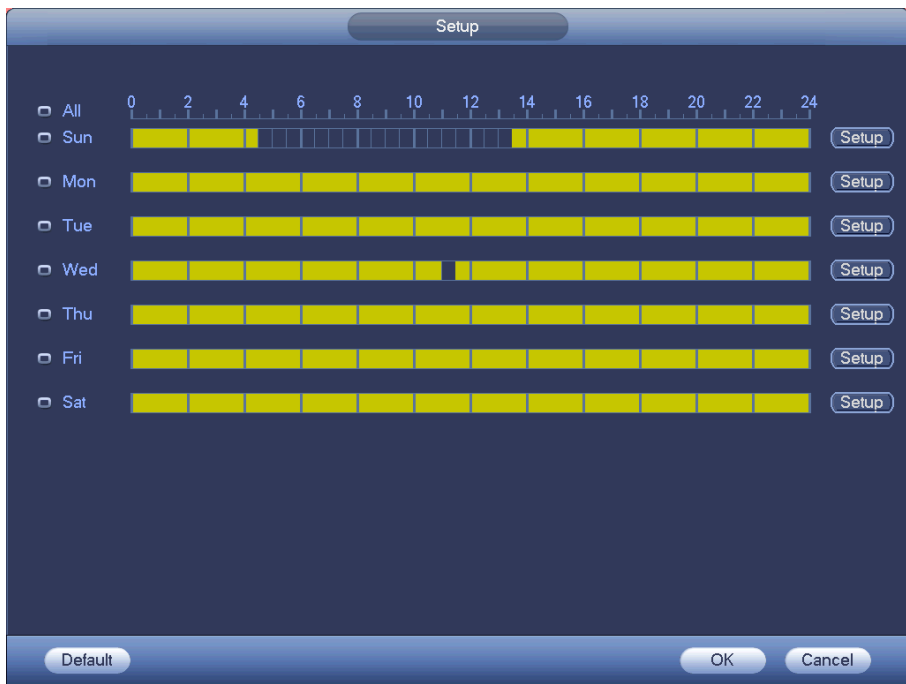 Setup
All 0 2 4 6 8 10 12 14 16 18 20 22 24
Sun Setup
Mon Setup
Tue Setup
Wed Setup
Thu Setup
Fri Setup
Sat Setup
Default OK Cancel